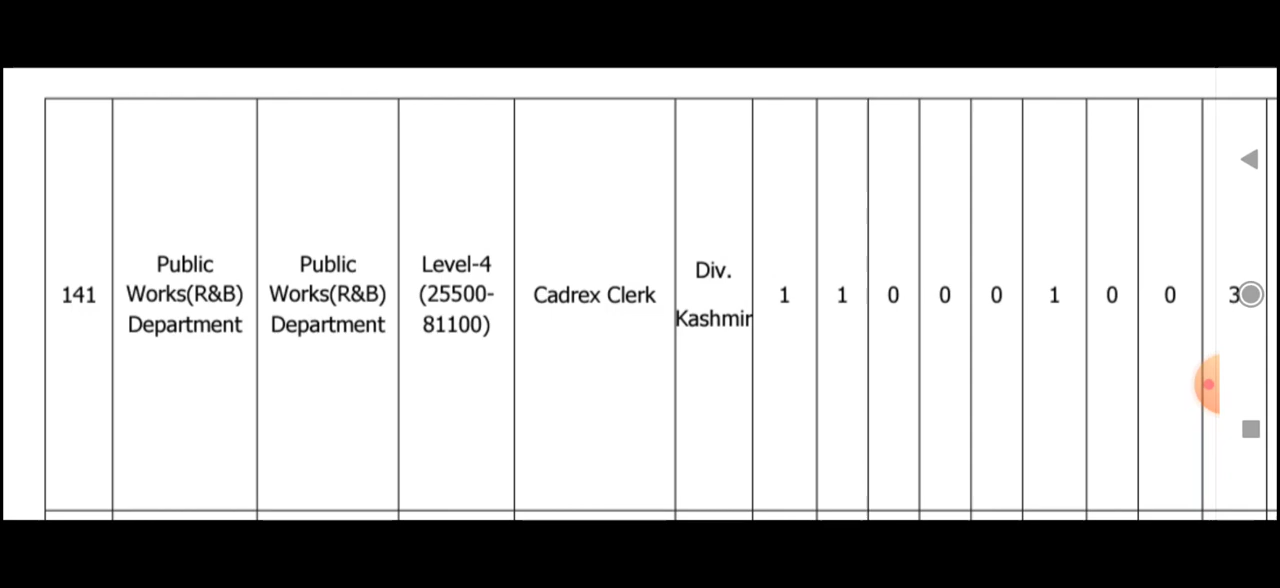 141
Public
Works(R&B)
Department
Public
Works(R&B)
Department
Level-4
(25500-
81100)
Cadrex Clerk
Div.
Kashmir
1
1
0
0
0
1
0
0
3